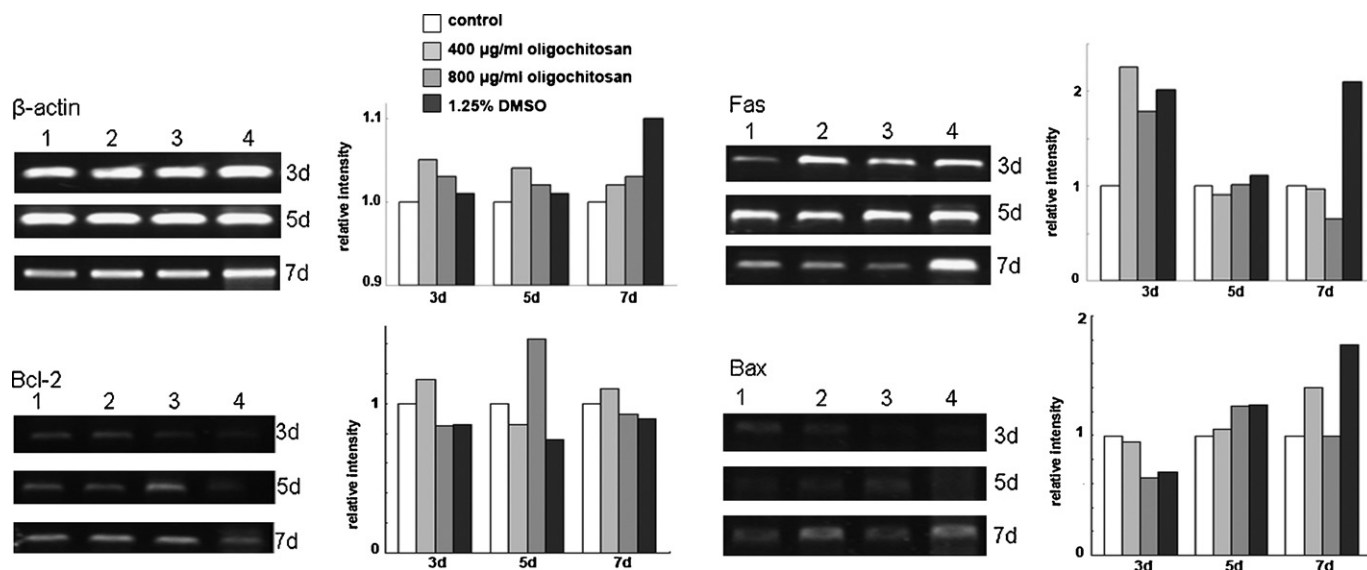 control
400 µg/ml oligochitosan
800 µg/ml oligochitosan
1.25% DMSO
β-actin
1 2 3 4
3d
5d
7d
relative intensity
1.1
1.0
0.9
3d 5d 7d
Fas
1 2 3 4
3d
5d
7d
relative intensity
2
1
0
3d 5d 7d
Bcl-2
1 2 3 4
3d
5d
7d
relative intensity
1
0
3d 5d 7d
Bax
1 2 3 4
3d
5d
7d
relative intensity
2
1
0
3d 5d 7d